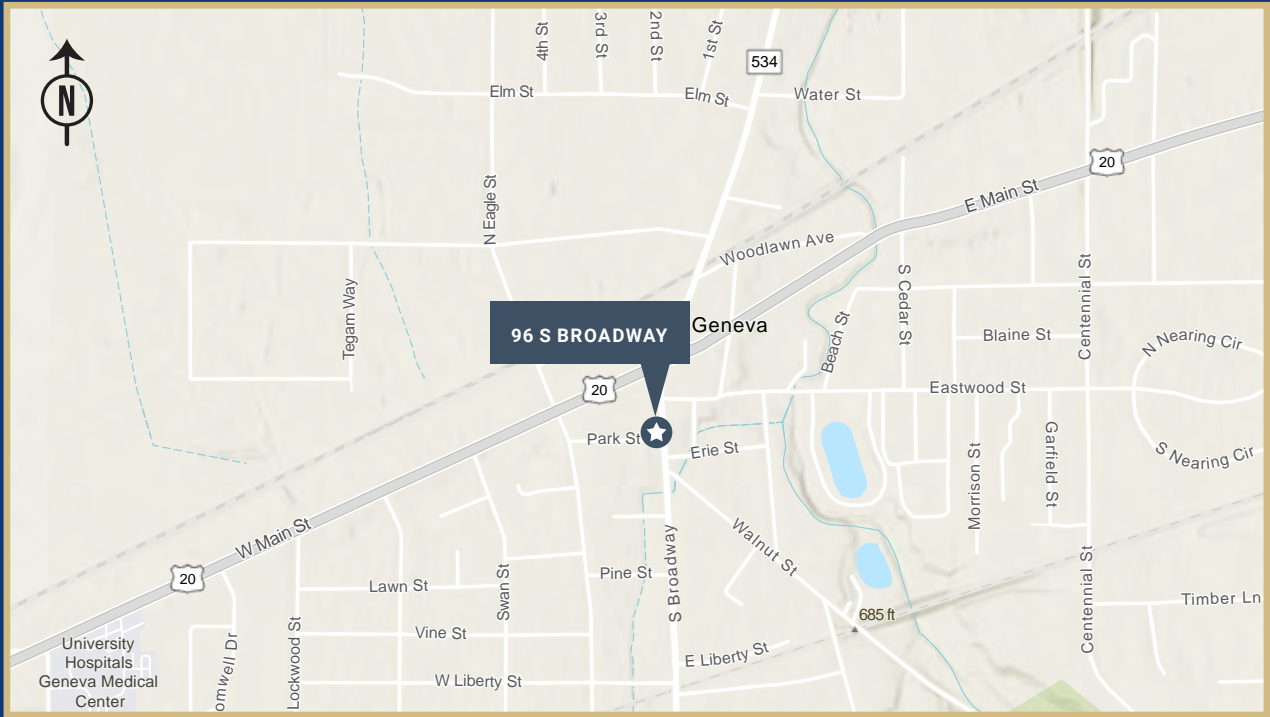 4th St
3rd St
2nd St
1st St
534
N
Elm St
Elm St
Water St
20
E Main St
N Eagle St
Woodlawn Ave
Tegam Way
S Cedar St
Centennial St
96 S BROADWAY
Geneva
Beach St
Blaine St
N Nearing Cir
20
Eastwood St
Park St
Erie St
Morrison St
Garfield St
S Nearing Cir
W Main St
Walnut St
S Broadway
20
Lawn St
Swan St
Pine St
Centennial St
Timber Ln
685 ft
University
Hospitals
Geneva Medical
Center
omwell Dr
Lockwood St
Vine St
W Liberty St
E Liberty St